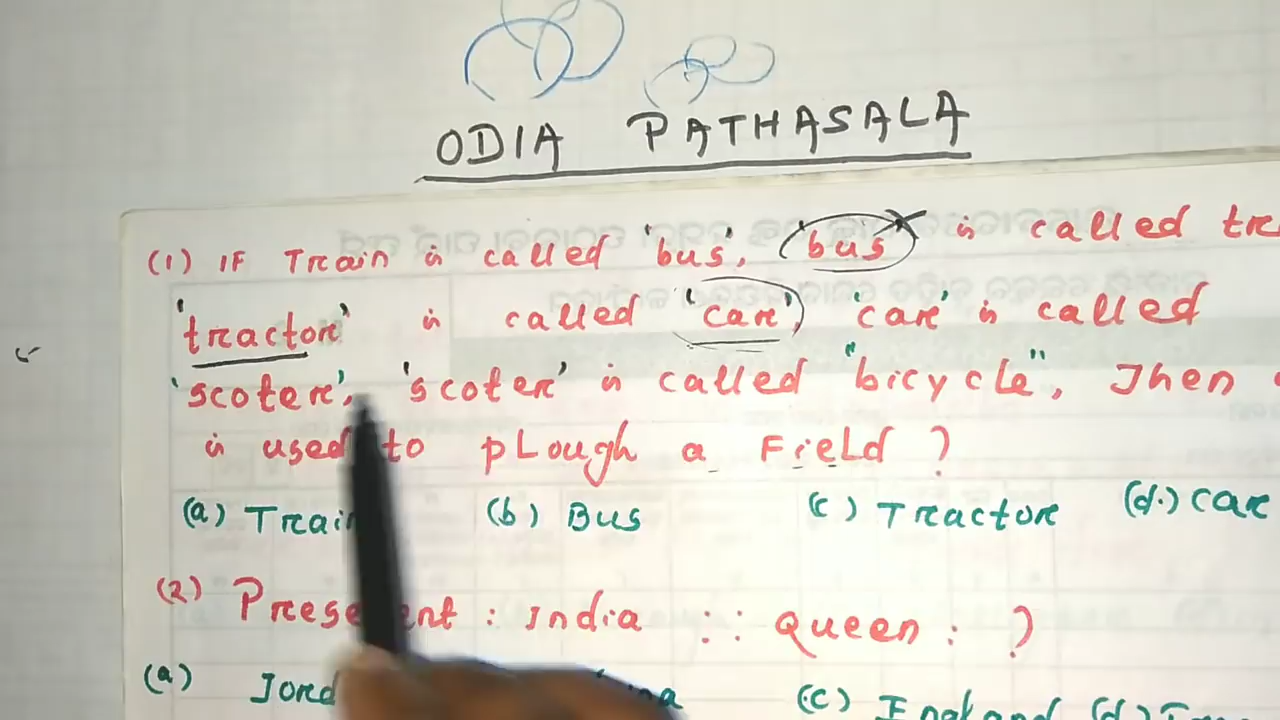 ODIA PATHASALA
(1) IF Train is called 'bus', 'bus' is called
'tractor' is called 'car', 'car' is called
'scoter', 'scoter' is called "bicycle", Then
is used to pLough a FieLd ?
(a) Train (b) Bus (c) Tractor (d.) Car
(2) : India :: Queen : ?
(a) (c)